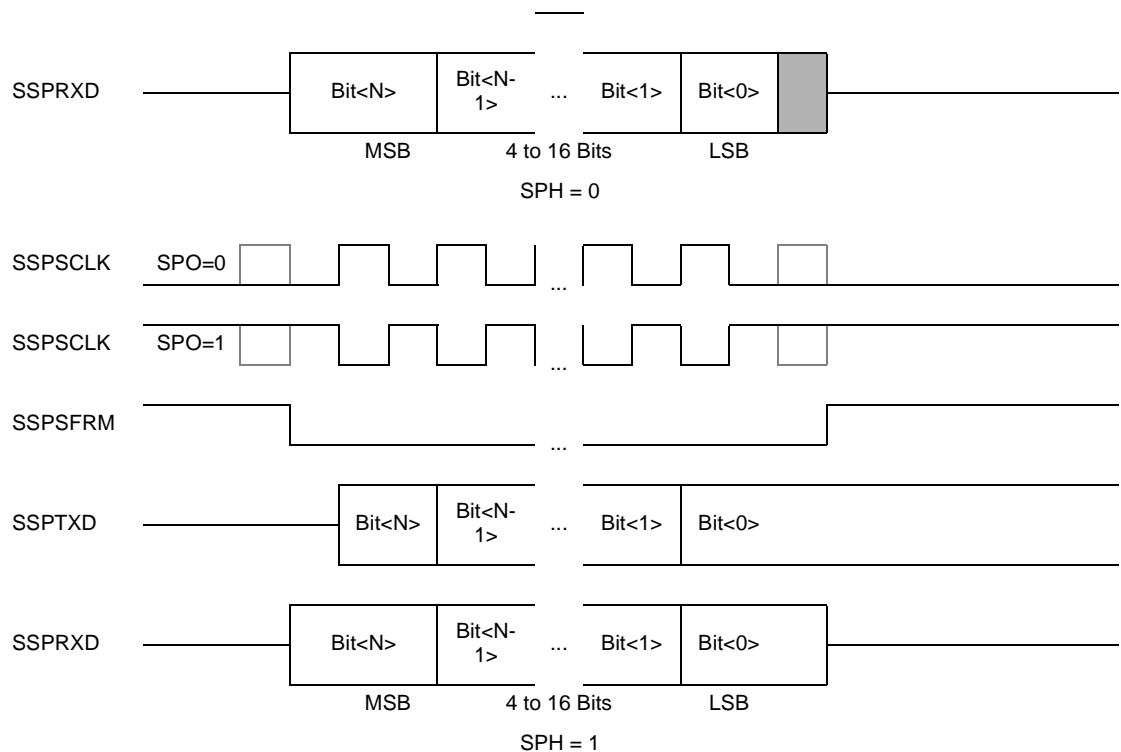 SSPRXD Bit<N> Bit<N-
1> ... Bit<1> Bit<0>
MSB 4 to 16 Bits LSB
SPH = 0
SSPSCLK SPO=0 ...
SSPSCLK SPO=1 ...
SSPSFRM ...
SSPTXD Bit<N> Bit<N-
1> ... Bit<1> Bit<0>
SSPRXD Bit<N> Bit<N-
1> ... Bit<1> Bit<0>
MSB 4 to 16 Bits LSB
SPH = 1